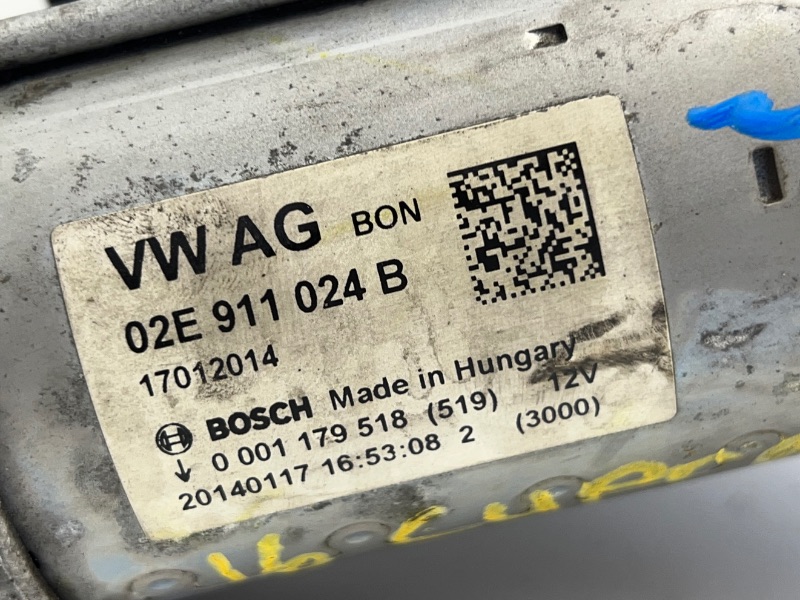 VW AG BON
02E 911 024 B
17012014
BOSCH Made in Hungary
0 001 179 518 (519) 12V
20140117 16:53:08 2 (3000)
16